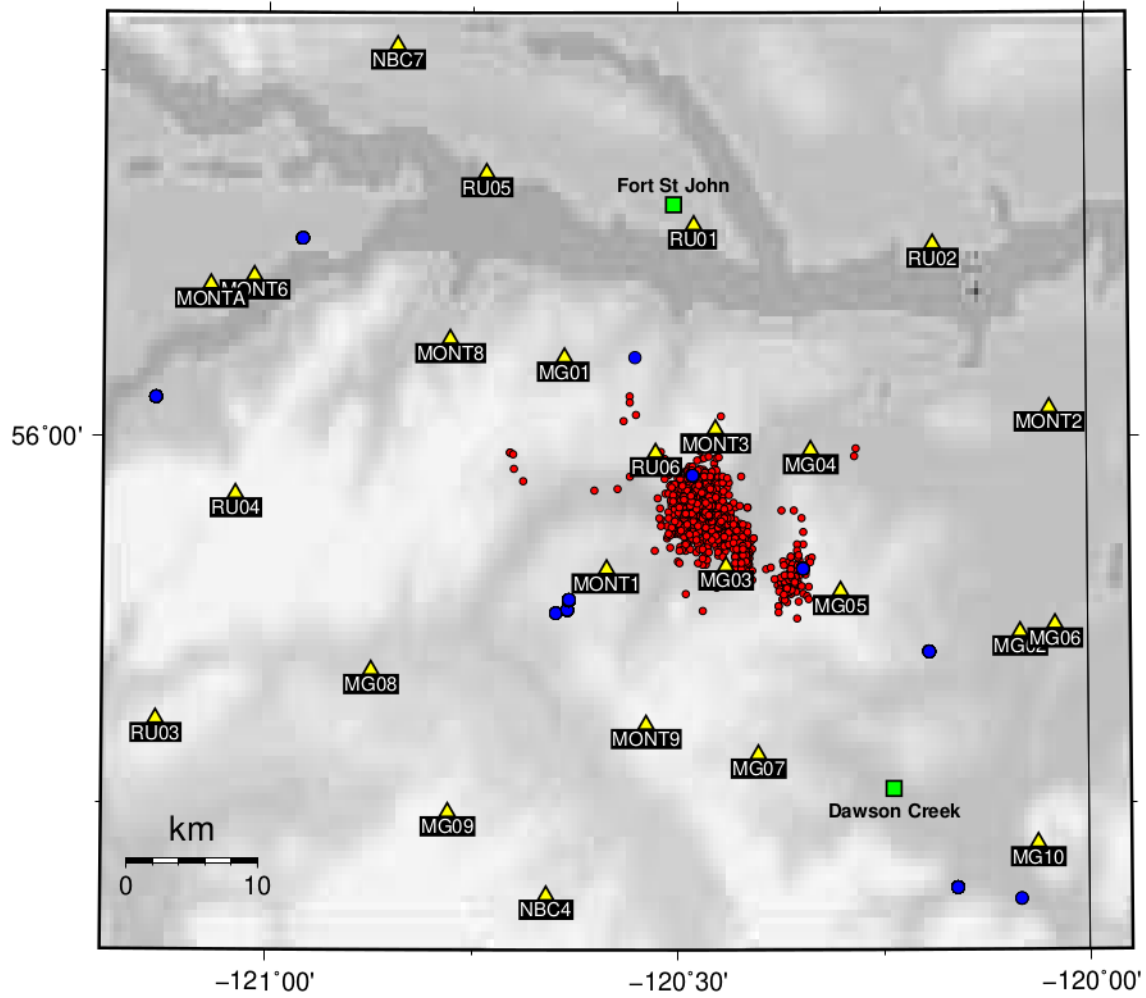 NBC7
RU05
Fort St John
RU01
RU02
MONTA
MONT6
MONT8
MG01
MONT2
56°00'
MONT3
RU06
MG04
RU04
MONT1
MG03
MG05
MG02
MG06
MG08
RU03
MONT9
MG07
Dawson Creek
km
MG09
MG10
0 10
NBC4
−121°00'
−120°30'
−120°00'